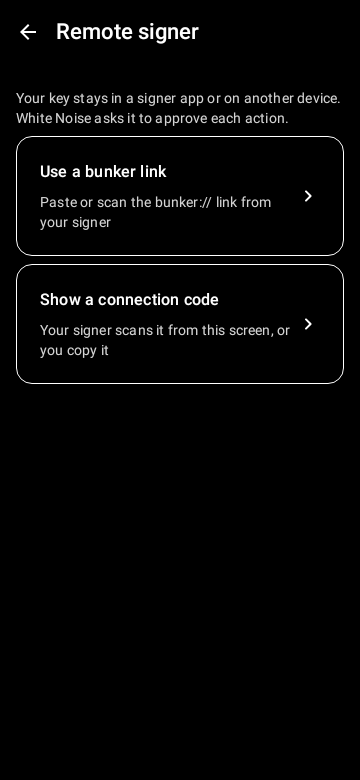 Remote signer
Your key stays in a signer app or on another device.
White Noise asks it to approve each action.
Use a bunker link
Paste or scan the bunker:// link from
your signer
Show a connection code
Your signer scans it from this screen, or
you copy it